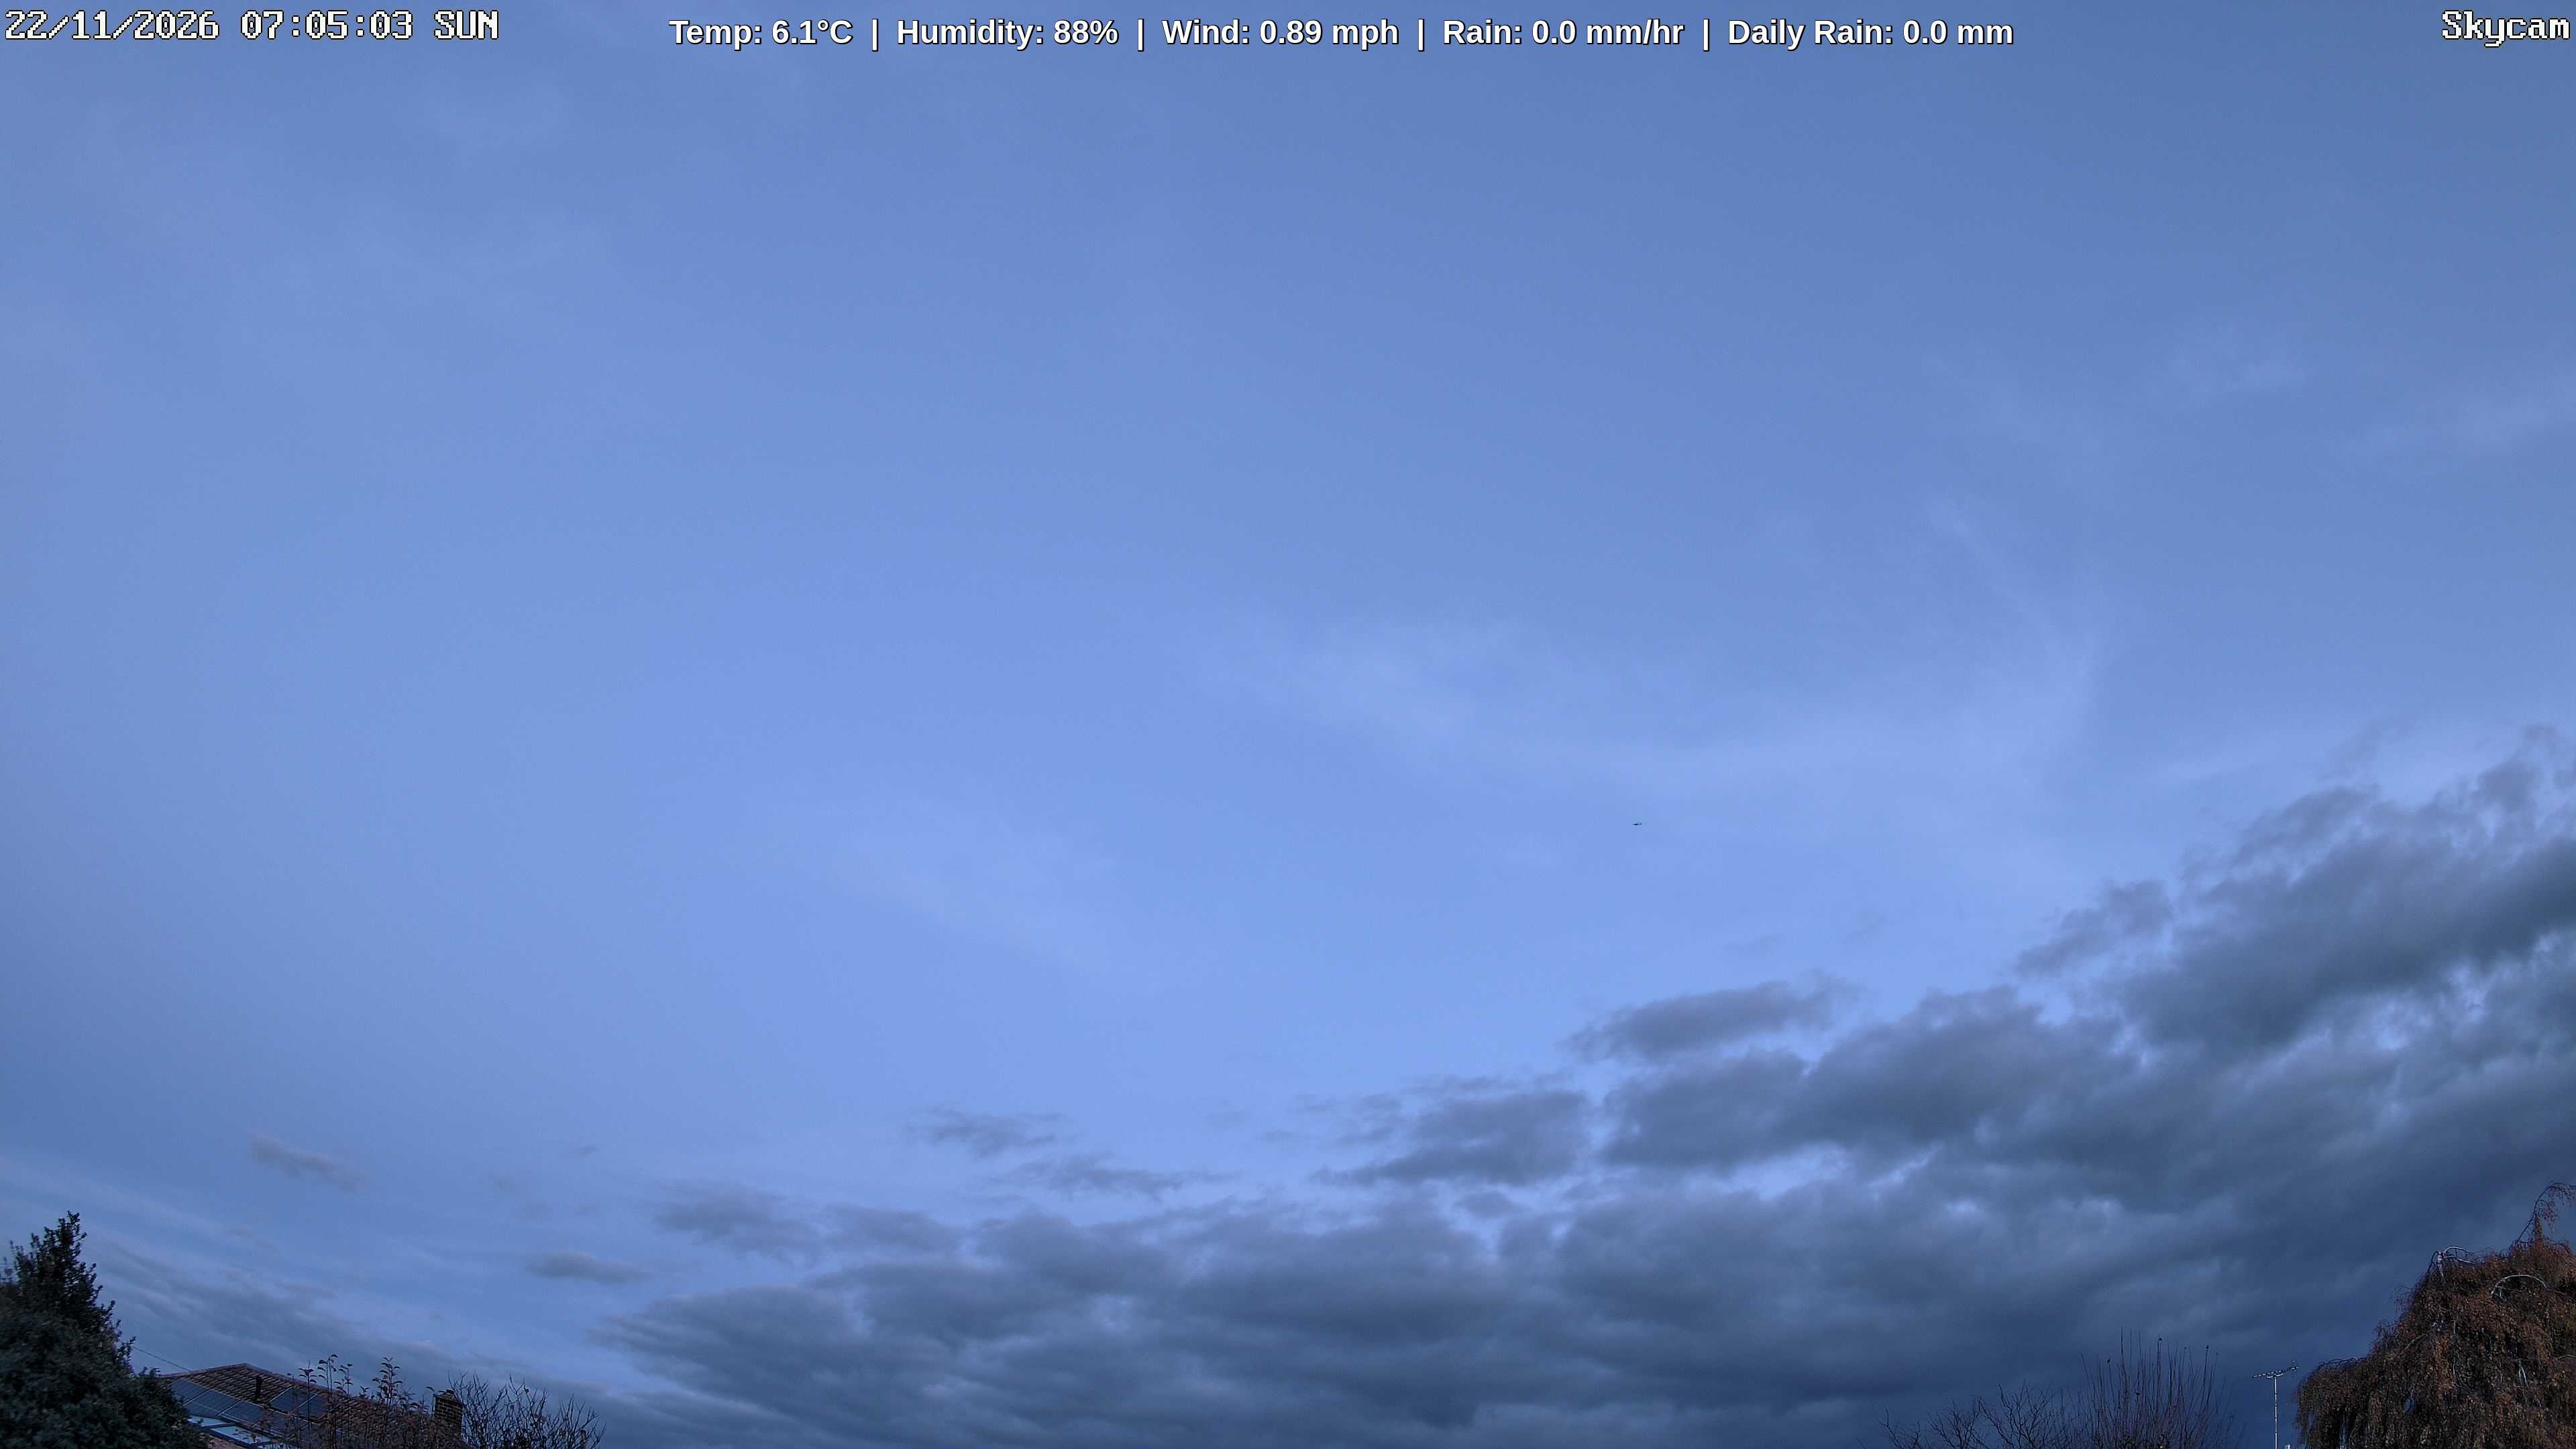 22/11/2026 07:05:03 SUN
Temp: 6.1°C | Humidity: 88% | Wind: 0.89 mph | Rain: 0.0 mm/hr | Daily Rain: 0.0 mm
Skycam